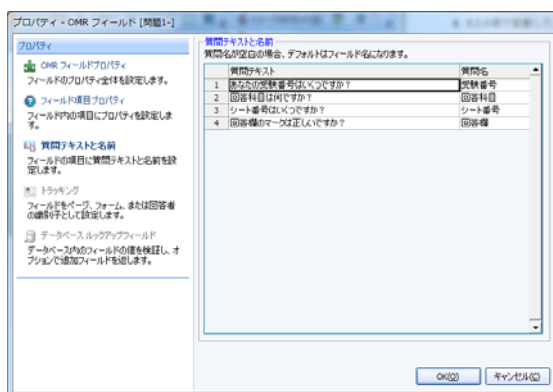 プロパティ - OMR フィールド [問題1-]
プロパティ
OMR フィールドプロパティ
フィールドのプロパティ全体を設定します。
フィールド項目プロパティ
フィールド内の項目にプロパティを設定しま
す。
質問テキストと名前
フィールドの項目に質問テキストと名前を設
定します。
トラッキング
フィールドをページ、フォーム、または回答者
の識別子として設定します。
データベース ルックアップフィールド
データベース内のフィールドの値を検証し、オ
プションで追加フィールドを返します。
質問テキストと名前
質問名が空白の場合、デフォルトはフィールド名になります。
質問テキスト 質問名
1 あなたの受験番号はいくつですか? 受験番号
2 回答科目は何ですか? 回答科目
3 シート番号はいくつですか? シート番号
4 回答欄のマークは正しいですか? 回答欄
OK(O) キャンセル(C)